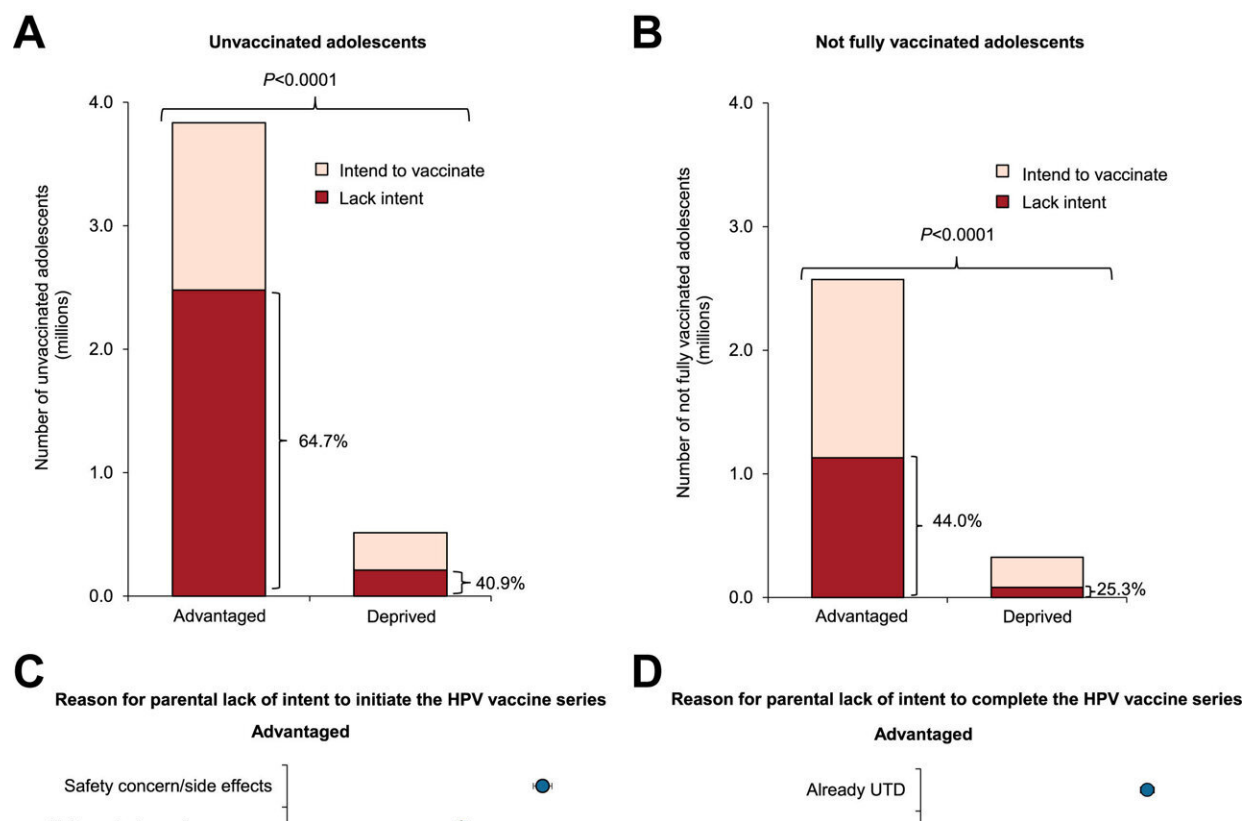 A
Unvaccinated adolescents
P<0.0001
4.0
3.0
2.0
1.0
0.0
Number of unvaccinated adolescents
(millions)
Intend to vaccinate
Lack intent
64.7%
40.9%
Advantaged
Deprived
B
Not fully vaccinated adolescents
4.0
3.0
2.0
1.0
0.0
Number of not fully vaccinated adolescents
(millions)
Intend to vaccinate
Lack intent
P<0.0001
44.0%
25.3%
Advantaged
Deprived
C
Reason for parental lack of intent to initiate the HPV vaccine series
Advantaged
Safety concern/side effects
D
Reason for parental lack of intent to complete the HPV vaccine series
Advantaged
Already UTD